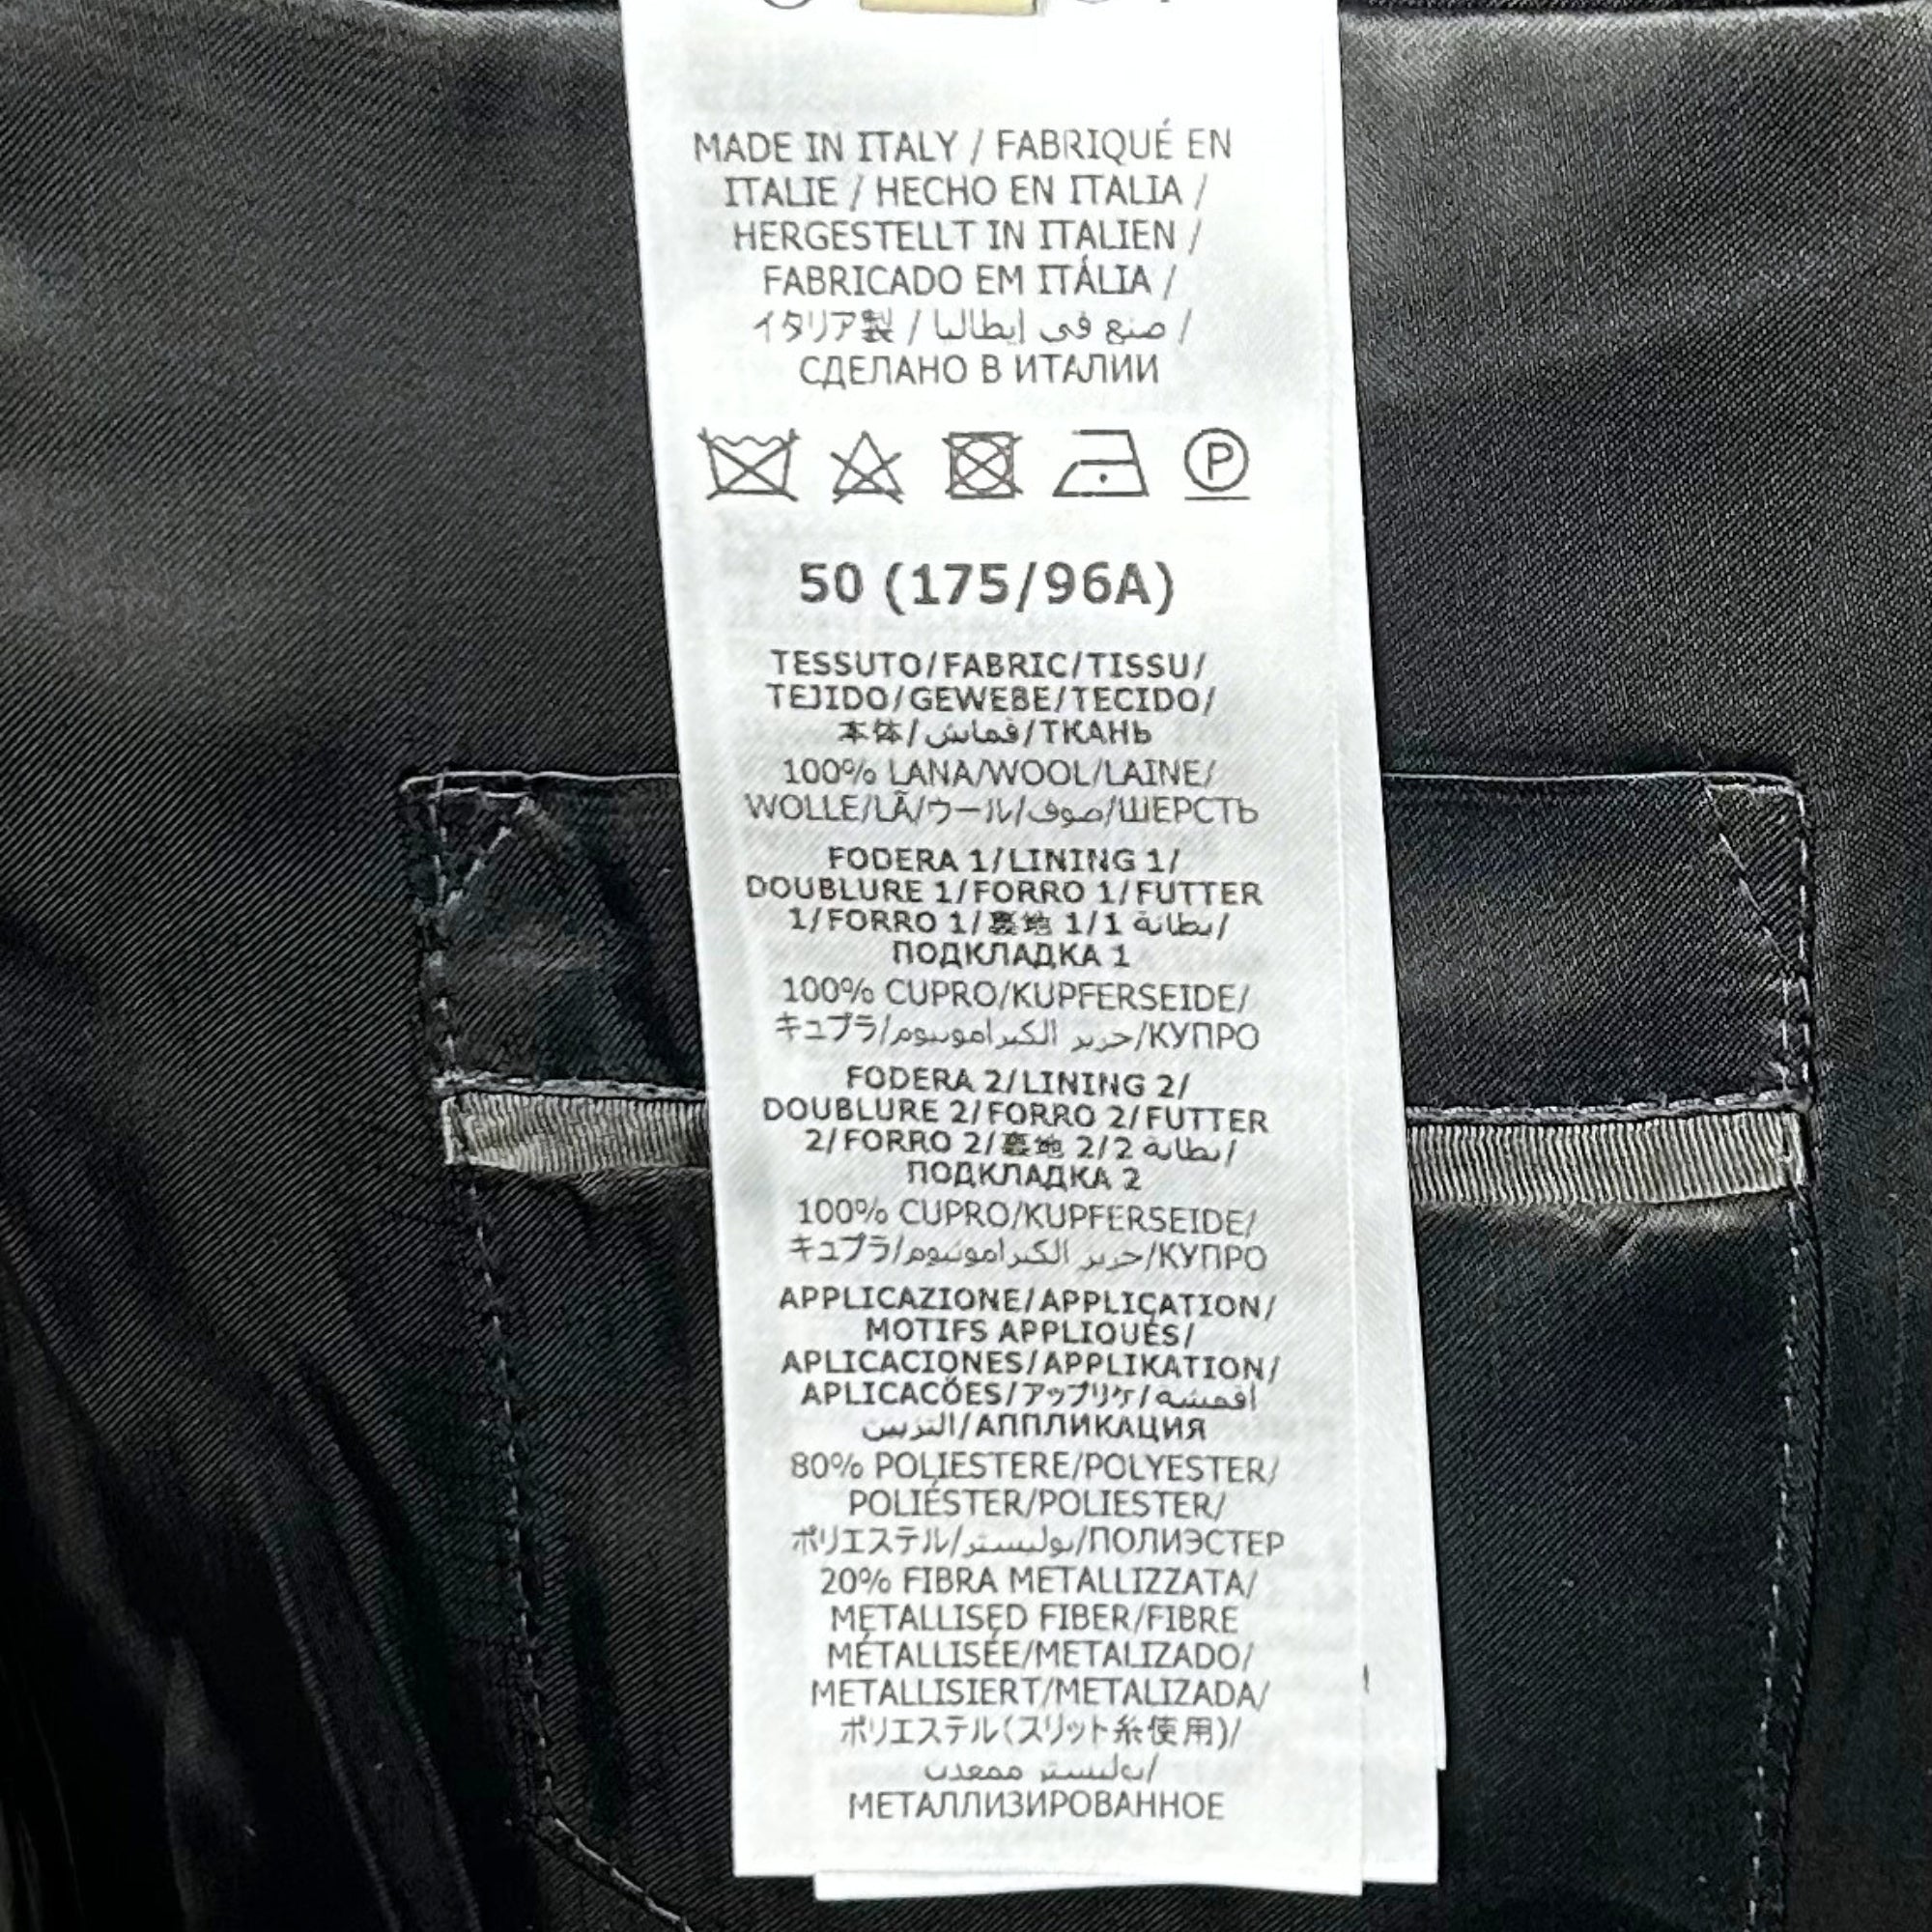 MADE IN ITALY / FABRIQUÉ EN
ITALIE / HECHO EN ITALIA /
HERGESTELLT IN ITALIEN /
FABRICADO EM ITÁLIA /
イタリア製 / صنع في إيطاليا /
СДЕЛАНО В ИТАЛИИ
P
50 (175/96A)
TESSUTO/FABRIC/TISSU/
TEJIDO/GEWEBE/TECIDO/
本体/قماش/ТКАНЬ
100% LANA/WOOL/LAINE/
WOLLE/LÃ/ウール/صوف/ШЕРСТЬ
FODERA 1/LINING 1/
DOUBLURE 1/FORRO 1/FUTTER
1/FORRO 1/裏地 1/1 بطانة/
ПОДКЛАДКА 1
100% CUPRO/KUPFERSEIDE/
キュプラ/حرير الكبرامونيوم/КУПРО
FODERA 2/LINING 2/
DOUBLURE 2/FORRO 2/FUTTER
2/FORRO 2/裏地 2/2 بطانة/
ПОДКЛАДКА 2
100% CUPRO/KUPFERSEIDE/
キュプラ/حرير الكبرامونيوم/КУПРО
APPLICAZIONE/APPLICATION/
MOTIFS APPLIQUÉS/
APLICACIONES/APPLIKATION/
APLICACÕES/アップリケ/أقمشة
التزيين/АППЛИКАЦИЯ
80% POLIESTERE/POLYESTER/
POLIÉSTER/POLIESTER/
ポリエステル/بوليستر/ПОЛИЭСТЕР
20% FIBRA METALLIZZATA/
METALLISED FIBER/FIBRE
MÉTALLISÉE/METALIZADO/
METALLISIERT/METALIZADA/
ポリエステル(スリット糸使用)/
بوليستر ممعدن/
МЕТАЛЛИЗИРОВАННОЕ